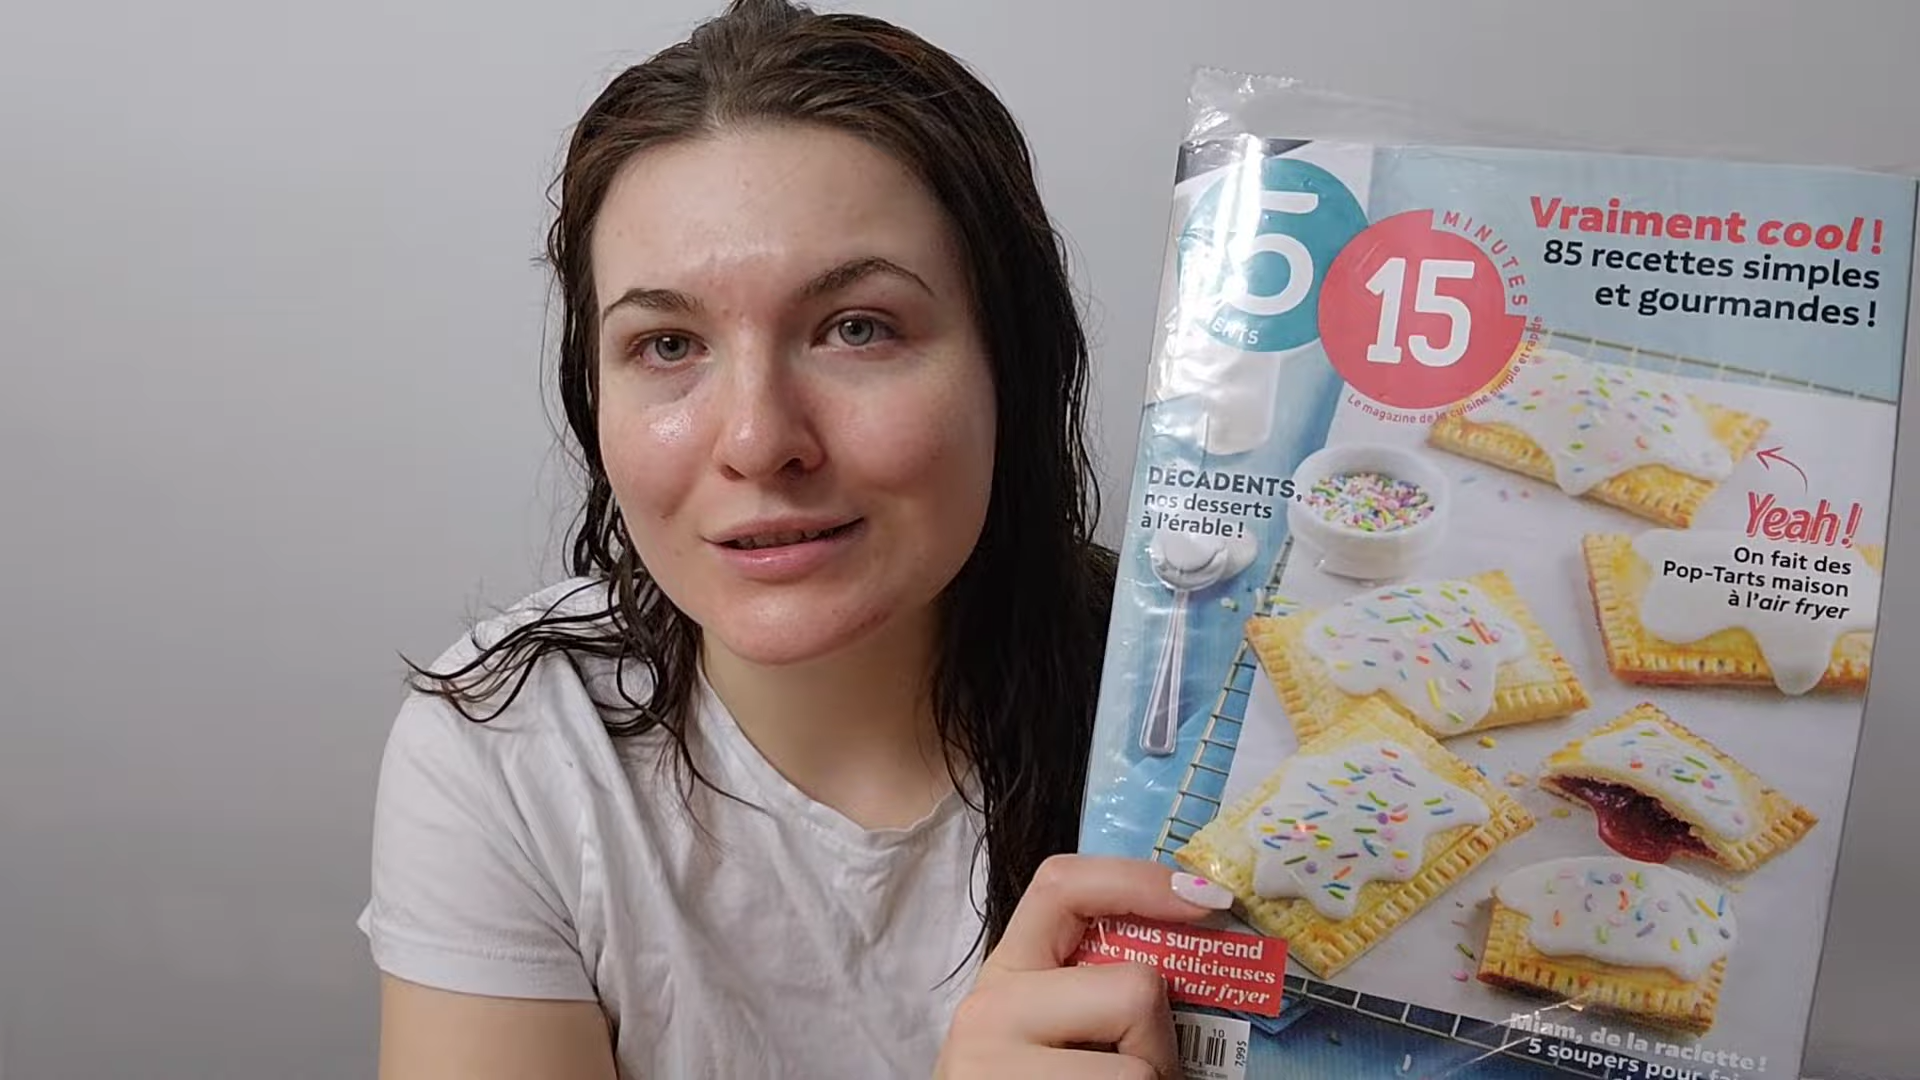 5
15
MINUTES
Le magazine de la cuisine simple et rapide
Vraiment cool !
85 recettes simples
et gourmandes !
DÉCADENTS,
nos desserts
à l'érable !
Yeah !
On fait des
Pop-Tarts maison
à l'air fryer
vous surprend
avec nos délicieuses
l'air fryer
10
7,99$
Miam, de la raclette !
5 soupers pour